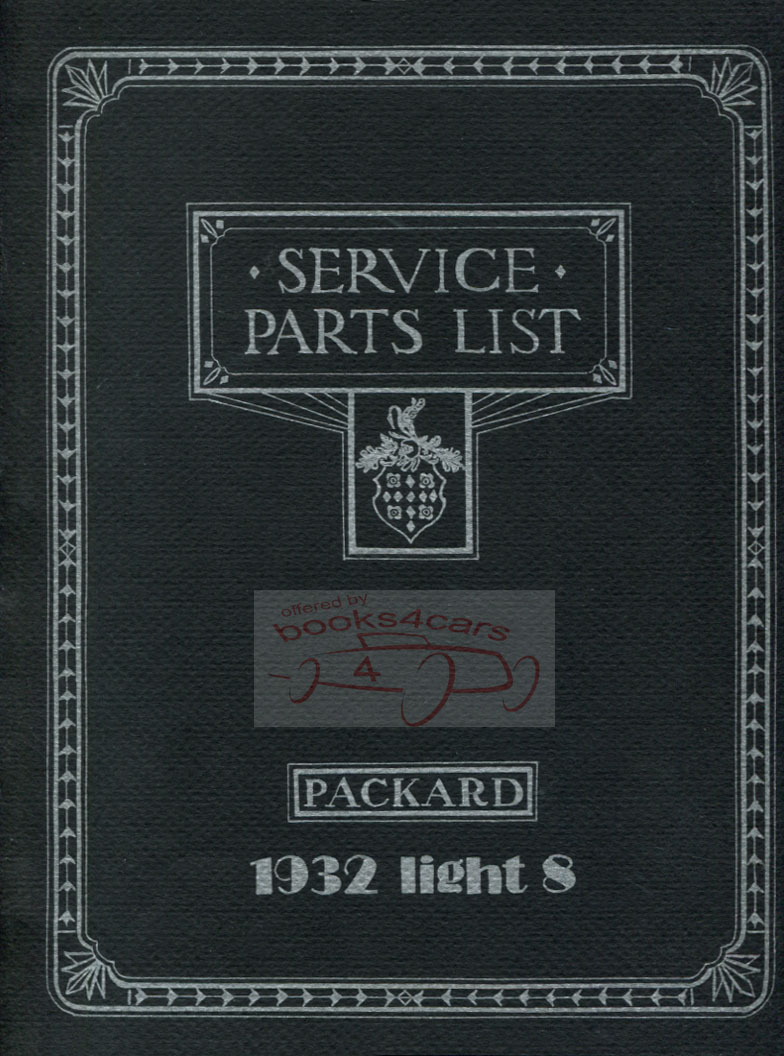 · SERVICE ·
PARTS LIST
offered by
books4cars
4
PACKARD
1932 light 8